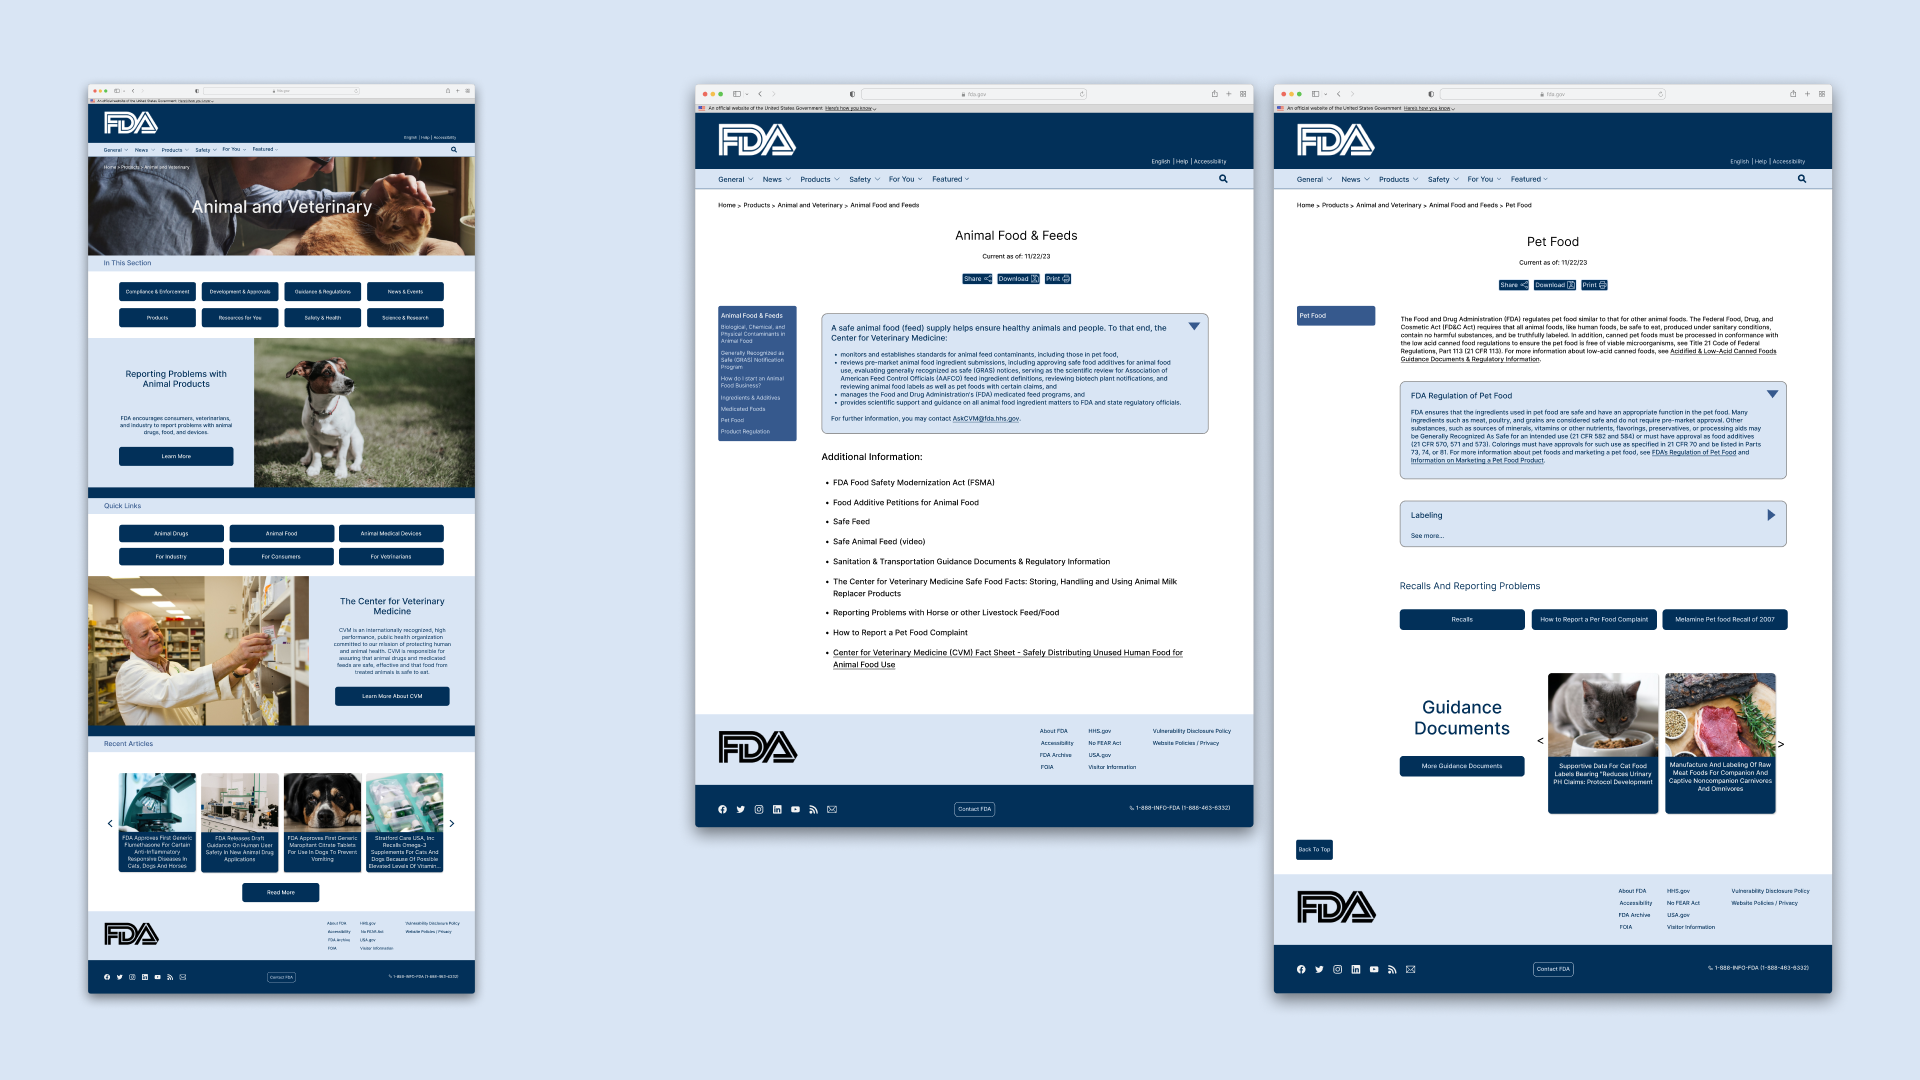 fda.gov
An official website of the United States Government Here's how you know
FDA
English | Help | Accessibility
General News Products Safety For You Featured
Home > Products > Animal and Veterinary
Animal and Veterinary
In This Section
Compliance & Enforcement
Development & Approvals
Guidance & Regulations
News & Events
Products
Resources for You
Safety & Health
Science & Research
Reporting Problems with
Animal Products
FDA encourages consumers, veterinarians,
and industry to report problems with animal
drugs, food, and devices.
Learn More
Quick Links
Animal Drugs
Animal Food
Animal Medical Devices
For Industry
For Consumers
For Vetrinarians
The Center for Veterinary
Medicine
CVM is an internationally recognized, high
performance, public health organization
committed to our mission of protecting human
and animal health. CVM is responsible for
assuring that animal drugs and medicated
feeds are safe, effective and that food from
treated animals is safe to eat.
Learn More About CVM
Recent Articles
<
FDA Approves First Generic
Flumethasone For Certain
Anti-Inflammatory
Responsive Diseases In
Cats, Dogs And Horses
FDA Releases Draft
Guidance On Human User
Safety In New Animal Drug
Applications
FDA Approves First Generic
Maropitant Citrate Tablets
For Use In Dogs To Prevent
Vomiting
Stratford Care USA, Inc
Recalls Omega-3
Supplements For Cats And
Dogs Because Of Possible
Elevated Levels Of Vitamin...
>
Read More
FDA
About FDA HHS.gov Vulnerability Disclosure Policy
Accessibility No FEAR Act Website Policies / Privacy
FDA Archive USA.gov
FOIA Visitor Information
Contact FDA
1-888-INFO-FDA (1-888-463-6332)
fda.gov
An official website of the United States Government Here's how you know
FDA
English | Help | Accessibility
General News Products Safety For You Featured
Home > Products > Animal and Veterinary > Animal Food and Feeds
Animal Food & Feeds
Current as of: 11/22/23
Share Download Print
Animal Food & Feeds
Biological, Chemical, and
Physical Contaminants in
Animal Food
Generally Recognized as
Safe (GRAS) Notification
Program
How do I start an Animal
Food Business?
Ingredients & Additives
Medicated Foods
Pet Food
Product Regulation
A safe animal food (feed) supply helps ensure healthy animals and people. To that end, the
Center for Veterinary Medicine:
• monitors and establishes standards for animal feed contaminants, including those in pet food,
• reviews pre-market animal food ingredient submissions, including approving safe food additives for animal food
use, evaluating generally recognized as safe (GRAS) notices, serving as the scientific review for Association of
American Feed Control Officials (AAFCO) feed ingredient definitions, reviewing biotech plant notifications, and
reviewing animal food labels as well as pet foods with certain claims, and
• manages the Food and Drug Administration's (FDA) medicated feed programs, and
• provides scientific support and guidance on all animal food ingredient matters to FDA and state regulatory officials.
For further information, you may contact AskCVM@fda.hhs.gov.
Additional Information:
• FDA Food Safety Modernization Act (FSMA)
• Food Additive Petitions for Animal Food
• Safe Feed
• Safe Animal Feed (video)
• Sanitation & Transportation Guidance Documents & Regulatory Information
• The Center for Veterinary Medicine Safe Food Facts: Storing, Handling and Using Animal Milk
Replacer Products
• Reporting Problems with Horse or other Livestock Feed/Food
• How to Report a Pet Food Complaint
• Center for Veterinary Medicine (CVM) Fact Sheet - Safely Distributing Unused Human Food for
Animal Food Use
FDA
About FDA HHS.gov Vulnerability Disclosure Policy
Accessibility No FEAR Act Website Policies / Privacy
FDA Archive USA.gov
FOIA Visitor Information
Contact FDA
1-888-INFO-FDA (1-888-463-6332)
fda.gov
An official website of the United States Government Here's how you know
FDA
English | Help | Accessibility
General News Products Safety For You Featured
Home > Products > Animal and Veterinary > Animal Food and Feeds > Pet Food
Pet Food
Current as of: 11/22/23
Share Download Print
Pet Food
The Food and Drug Administration (FDA) regulates pet food similar to that for other animal foods. The Federal Food, Drug, and
Cosmetic Act (FD&C Act) requires that all animal foods, like human foods, be safe to eat, produced under sanitary conditions,
contain no harmful substances, and be truthfully labeled. In addition, canned pet foods must be processed in conformance with
the low acid canned food regulations to ensure the pet food is free of viable microorganisms, see Title 21 Code of Federal
Regulations, Part 113 (21 CFR 113). For more information about low-acid canned foods, see Acidified & Low-Acid Canned Foods
Guidance Documents & Regulatory Information.
FDA Regulation of Pet Food
FDA ensures that the ingredients used in pet food are safe and have an appropriate function in the pet food. Many
ingredients such as meat, poultry, and grains are considered safe and do not require pre-market approval. Other
substances, such as sources of minerals, vitamins or other nutrients, flavorings, preservatives, or processing aids may
be Generally Recognized As Safe for an intended use (21 CFR 582 and 584) or must have approval as food additives
(21 CFR 570, 571 and 573). Colorings must have approvals for such use as specified in 21 CFR 70 and be listed in Parts
73, 74, or 81. For more information about pet foods and marketing a pet food, see FDA's Regulation of Pet Food and
Information on Marketing a Pet Food Product.
Labeling
See more...
Recalls And Reporting Problems
Recalls
How to Report a Per Food Complaint
Melamine Pet food Recall of 2007
Guidance
Documents
More Guidance Documents
<
Supportive Data For Cat Food
Labels Bearing "Reduces Urinary
PH Claims: Protocol Development
Manufacture And Labeling Of Raw
Meat Foods For Companion And
Captive Noncompanion Carnivores
And Omnivores
>
Back To Top
FDA
About FDA HHS.gov Vulnerability Disclosure Policy
Accessibility No FEAR Act Website Policies / Privacy
FDA Archive USA.gov
FOIA Visitor Information
Contact FDA
1-888-INFO-FDA (1-888-463-6332)